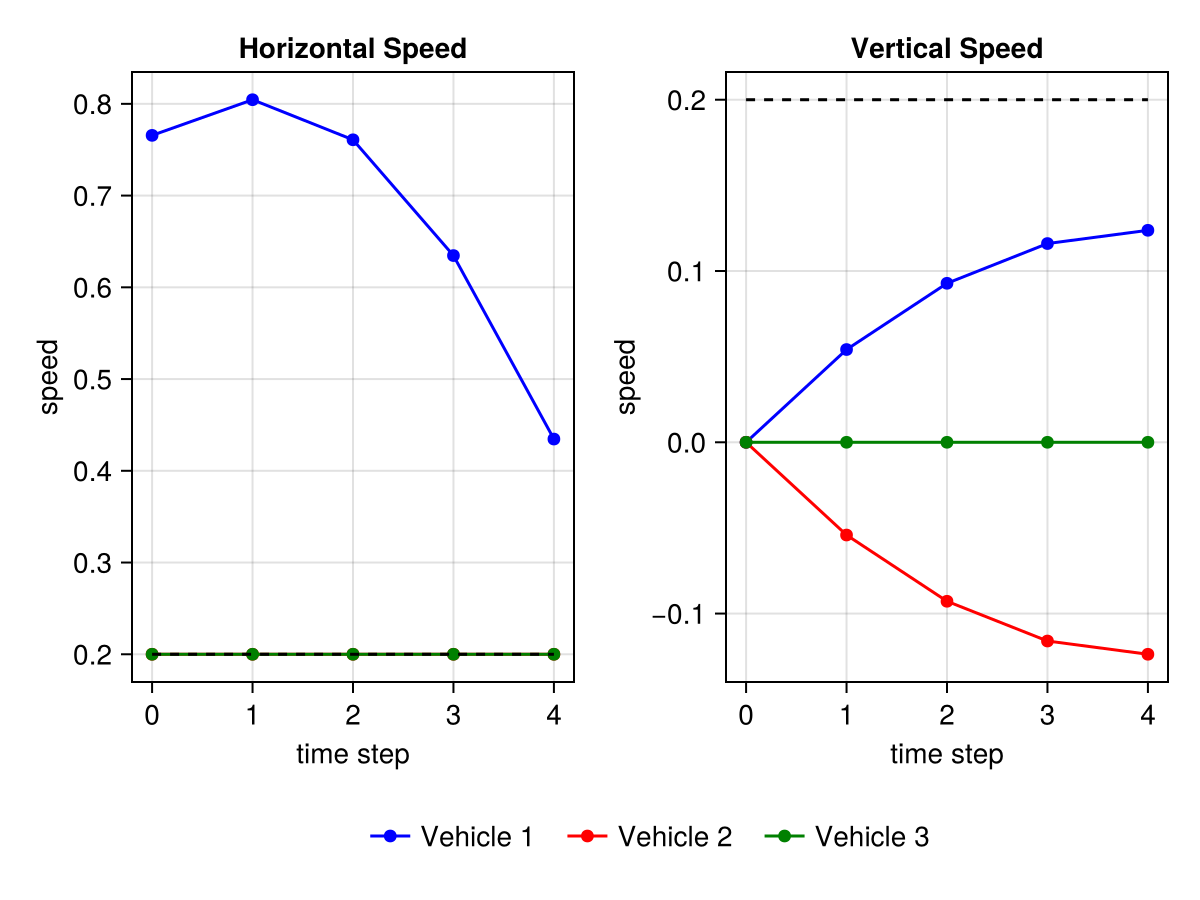 Horizontal Speed
0.8
0.7
0.6
0.5
0.4
0.3
0.2
speed
0 1 2 3 4
time step
Vertical Speed
0.2
0.1
0.0
−0.1
speed
0 1 2 3 4
time step
Vehicle 1 Vehicle 2 Vehicle 3